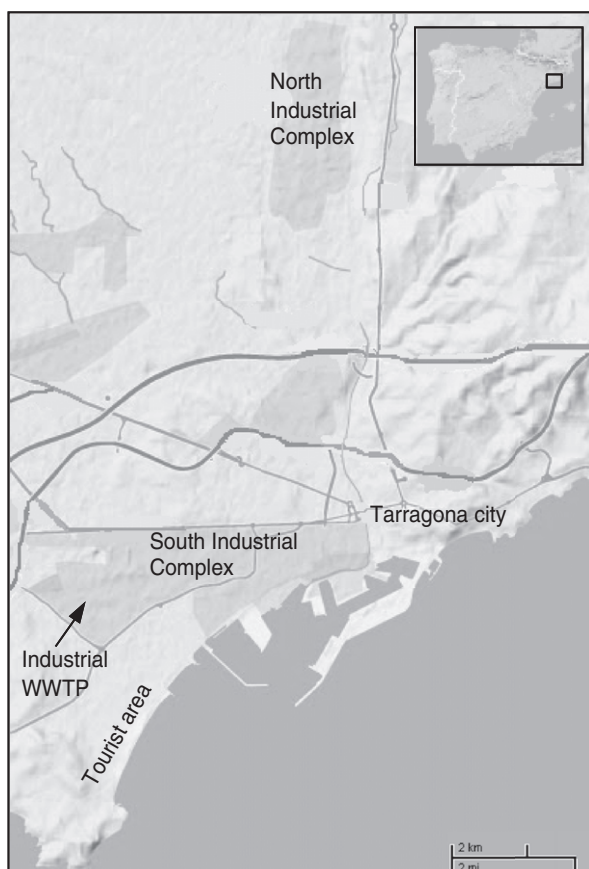 North
Industrial
Complex
Tarragona city
South Industrial
Complex
Industrial
WWTP
Tourist area
2 km
2 mi